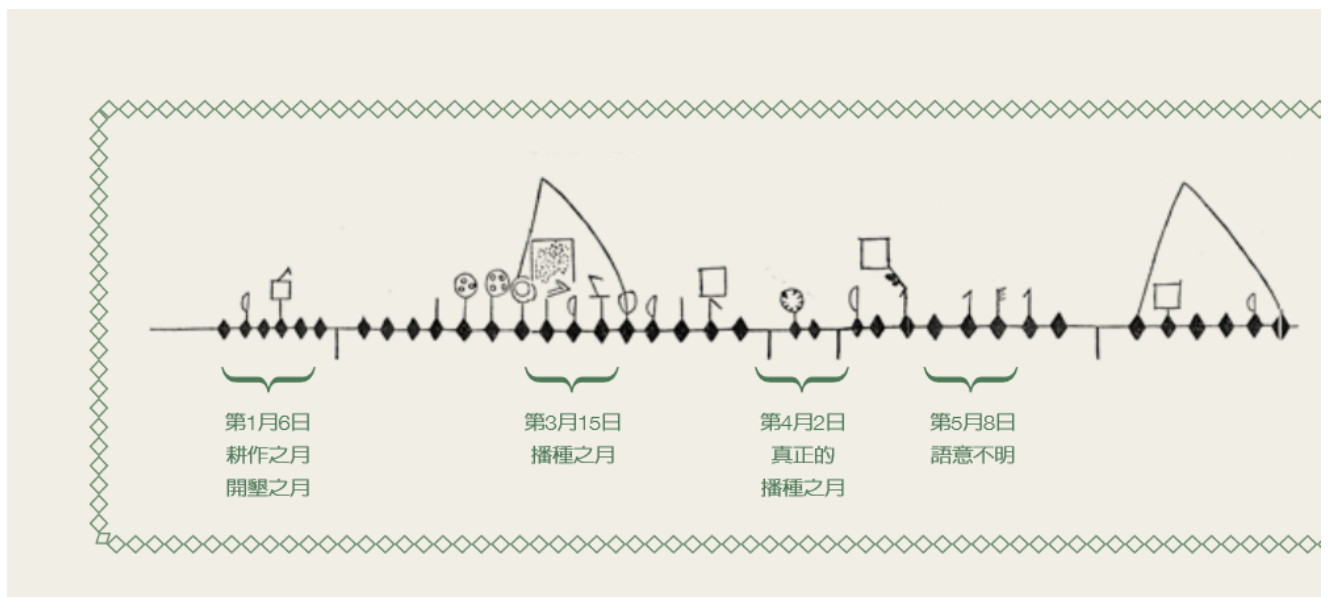 第1月6日
耕作之月
開墾之月
第3月15日
播種之月
第4月2日
真正的
播種之月
第5月8日
語意不明